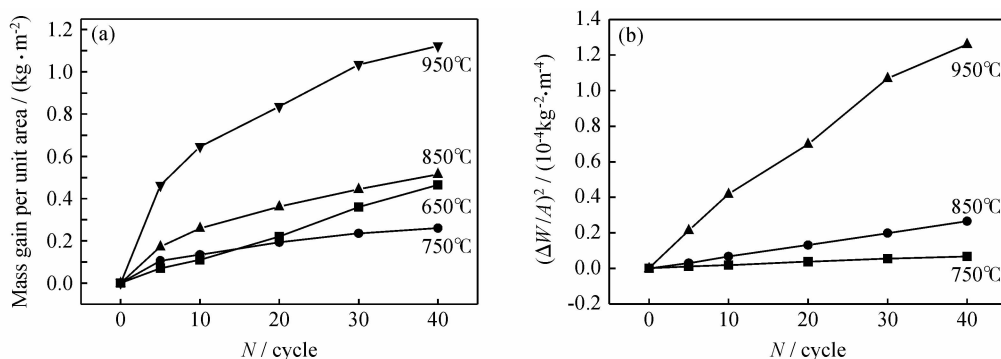 (a)
Mass gain per unit area / (kg·m⁻²)
1.2
1.0
0.8
0.6
0.4
0.2
0.0
950℃
850℃
650℃
750℃
0 10 20 30 40
N / cycle
(b)
(ΔW/A)² / (10⁻⁴kg⁻²·m⁻⁴)
1.4
1.2
1.0
0.8
0.6
0.4
0.2
0.0
-0.2
950℃
850℃
750℃
0 10 20 30 40
N / cycle